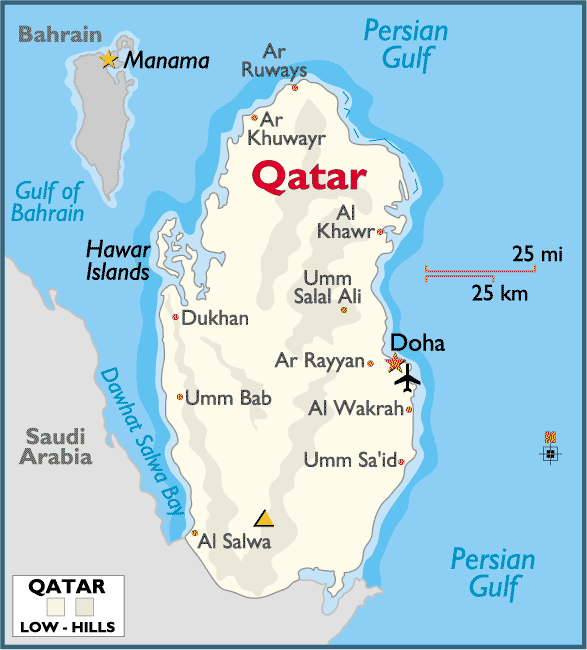 Bahrain
Manama
Ar
Ruways
Persian
Gulf
Ar
Khuwayr
Qatar
Gulf of
Bahrain
Al
Khawr
Hawar
Islands
25 mi
25 km
Umm
Salal Ali
Dukhan
Doha
Ar Rayyan
Umm Bab
Al Wakrah
Dawhat Salwa Bay
Saudi
Arabia
Umm Sa'id
Al Salwa
Persian
Gulf
QATAR
LOW - HILLS